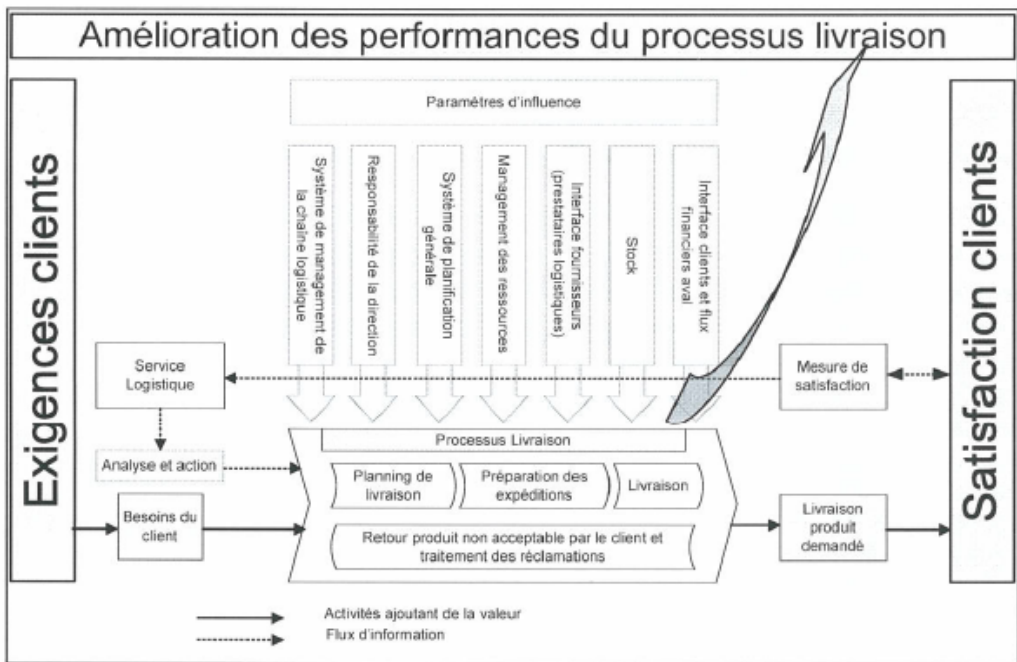 Amélioration des performances du processus livraison
Exigences clients
Paramètres d'influence
Système de management de
la chaîne logistique
Responsabilité de la direction
Système de planification
générale
Management des ressources
Interface fournisseurs
(prestataires logistiques)
Stock
Interface clients et flux
financiers aval
Satisfaction clients
Service
Logistique
Mesure de
satisfaction
Analyse et action
Processus Livraison
Planning de
livraison
Préparation des
expéditions
Livraison
Besoins du
client
Retour produit non acceptable par le client et
traitement des réclamations
Livraison
produit
demandé
Activités ajoutant de la valeur
Flux d'information